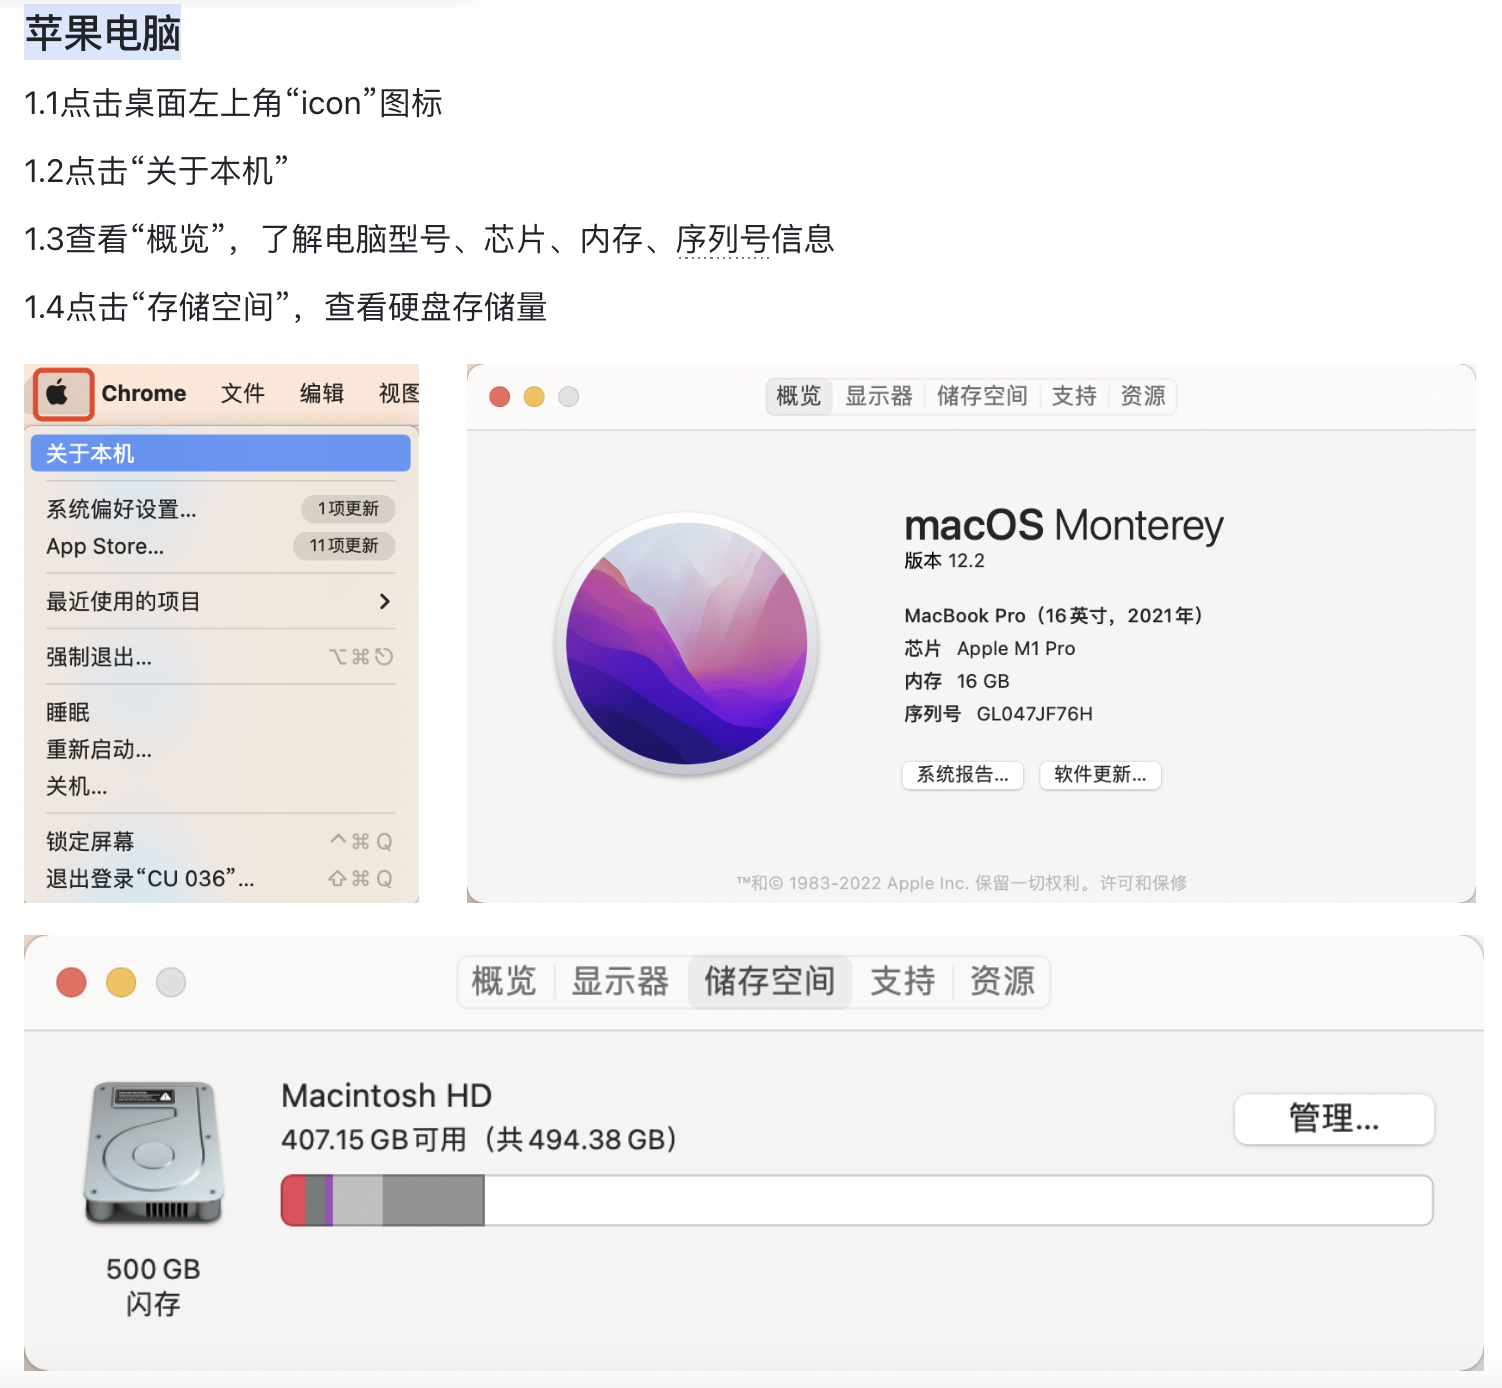 苹果电脑
1.1点击桌面左上角“icon”图标
1.2点击“关于本机”
1.3查看“概览”，了解电脑型号、芯片、内存、序列号信息
1.4点击“存储空间”，查看硬盘存储量
Chrome 文件 编辑 视图
关于本机
系统偏好设置... 1项更新
App Store... 11项更新
最近使用的项目
强制退出... ⌥⌘⎋
睡眠
重新启动...
关机...
锁定屏幕 ^⌘Q
退出登录“CU 036”... ⇧⌘Q
概览 显示器 储存空间 支持 资源
macOS Monterey
版本 12.2
MacBook Pro（16英寸，2021年）
芯片 Apple M1 Pro
内存 16 GB
序列号 GL047JF76H
系统报告... 软件更新...
™和© 1983-2022 Apple Inc. 保留一切权利。许可和保修
概览 显示器 储存空间 支持 资源
Macintosh HD
407.15 GB可用（共494.38 GB）
管理...
500 GB
闪存